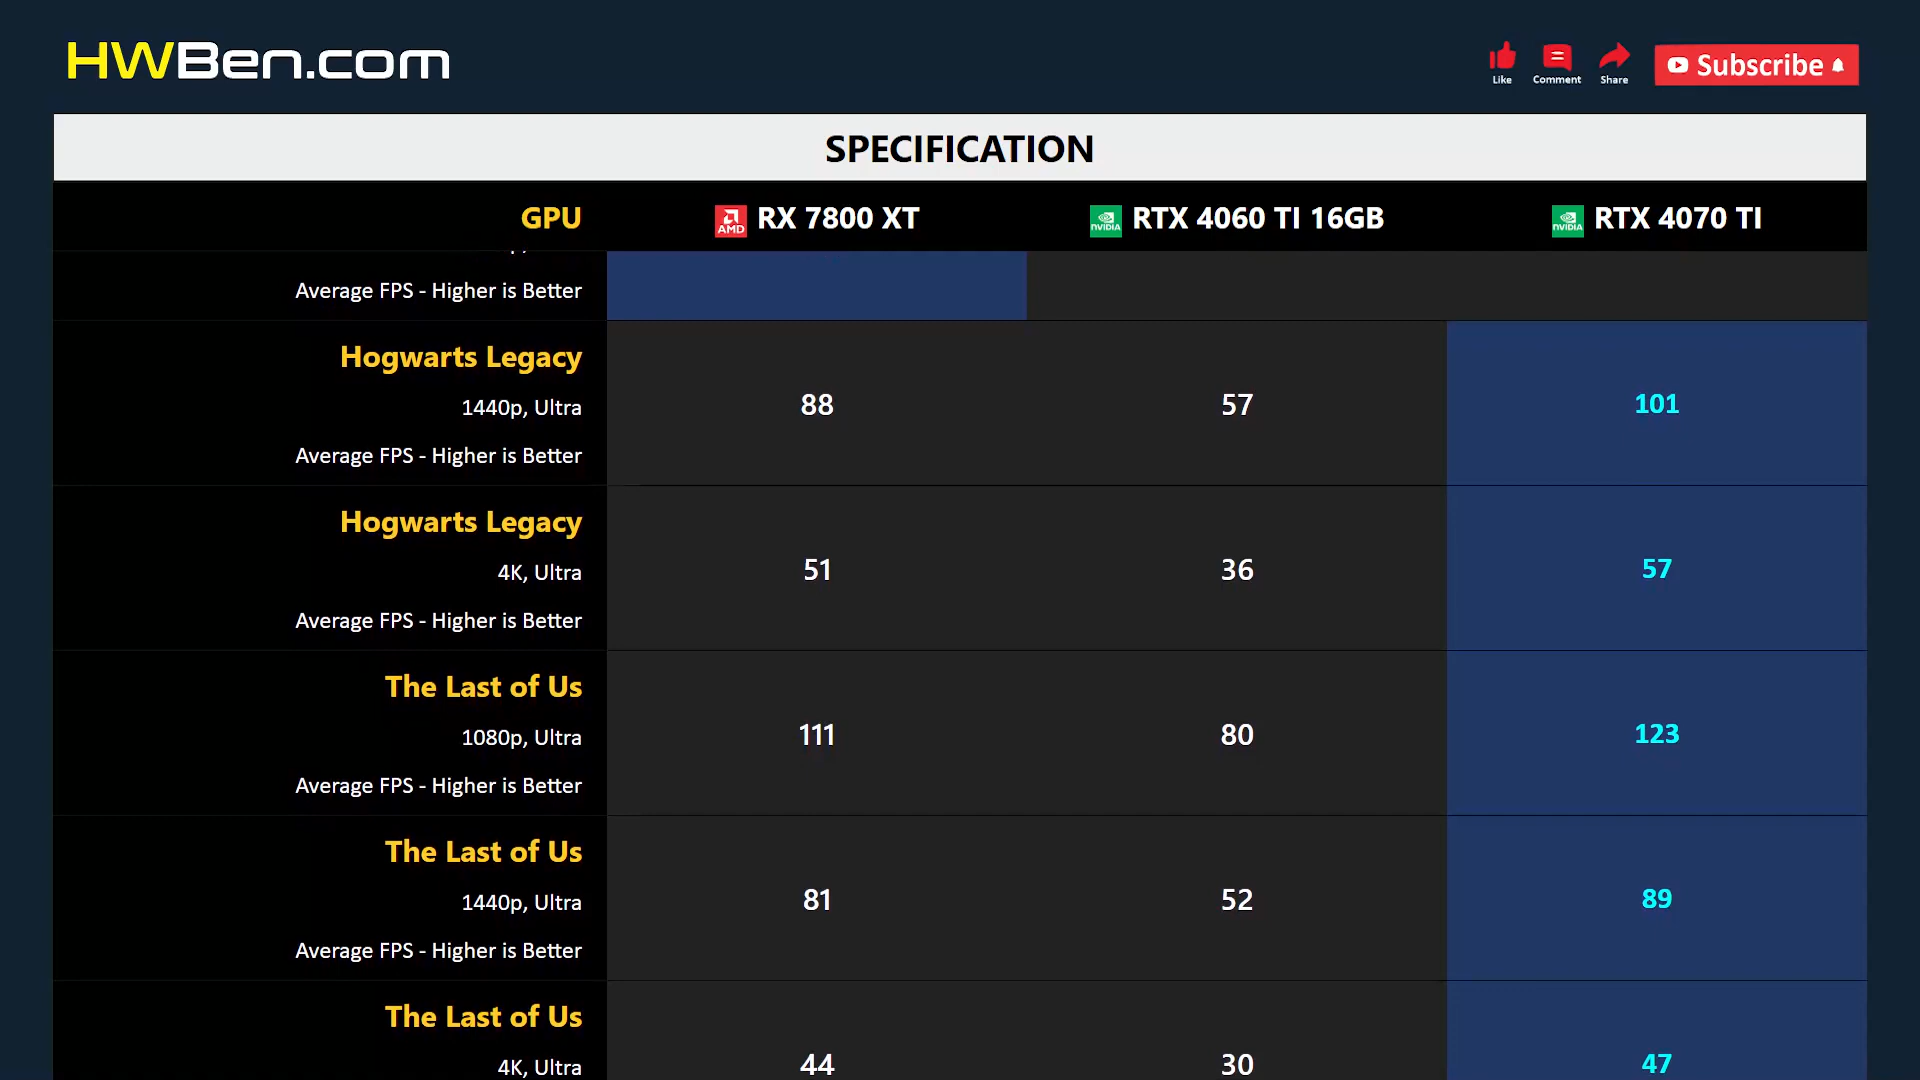 HWBen.com
Like Comment Share Subscribe
SPECIFICATION
GPU AMD RX 7800 XT NVIDIA RTX 4060 TI 16GB NVIDIA RTX 4070 TI
Average FPS - Higher is Better
Hogwarts Legacy
1440p, Ultra 88 57 101
Average FPS - Higher is Better
Hogwarts Legacy
4K, Ultra 51 36 57
Average FPS - Higher is Better
The Last of Us
1080p, Ultra 111 80 123
Average FPS - Higher is Better
The Last of Us
1440p, Ultra 81 52 89
Average FPS - Higher is Better
The Last of Us
4K, Ultra 44 30 47